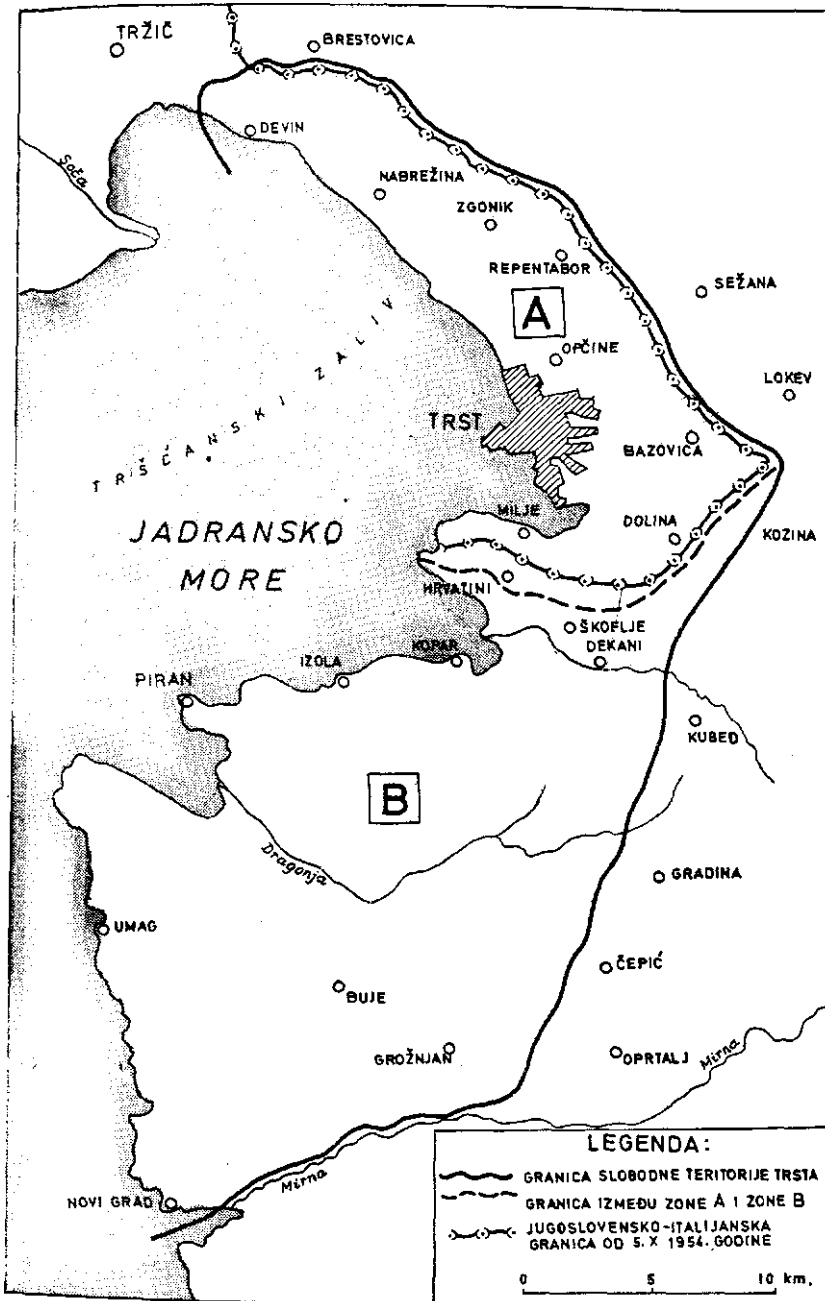 TRŽIČ
BRESTOVICA
DEVIN
Soča
NABREŽINA
ZGONIK
REPENTABOR
SEŽANA
A
OPČINE
LOKEV
TRŠĆANSKI ZALIV
TRST
BAZOVICA
JADRANSKO
MORE
MILJE
DOLINA
KOZINA
HRVATINI
ŠKOFLJE
DEKANI
KOPAR
IZOLA
PIRAN
KUBED
B
Dragonja
GRADINA
UMAG
ČEPIĆ
BUJE
GROŽNJAN
OPRTALJ
Mirna
NOVI GRAD
Mirna
LEGENDA:
GRANICA SLOBODNE TERITORIJE TRSTA
GRANICA IZMEĐU ZONE A I ZONE B
JUGOSLOVENSKO-ITALIJANSKA
GRANICA OD 5. X 1954. GODINE
0 5 10 km.